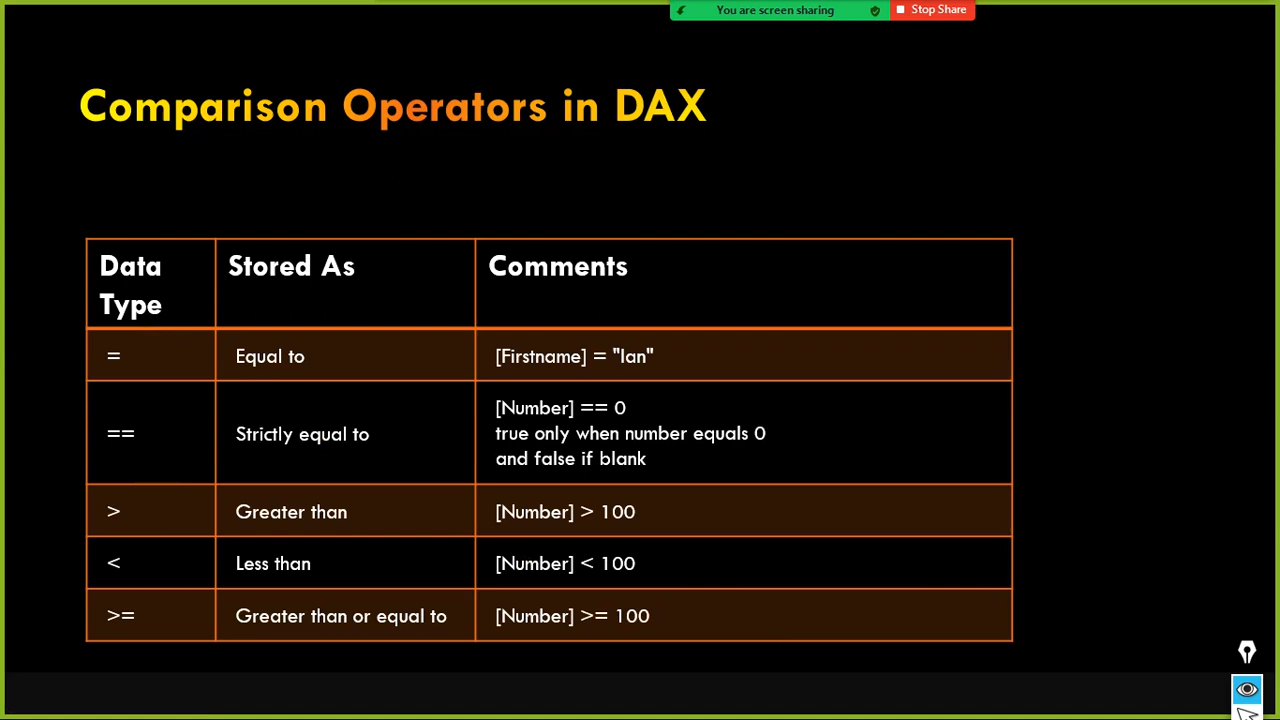 You are screen sharing
Stop Share
Comparison Operators in DAX
Data Type
Stored As
Comments
=
Equal to
[Firstname] = "Ian"
==
Strictly equal to
[Number] == 0
true only when number equals 0
and false if blank
>
Greater than
[Number] > 100
<
Less than
[Number] < 100
>=
Greater than or equal to
[Number] >= 100